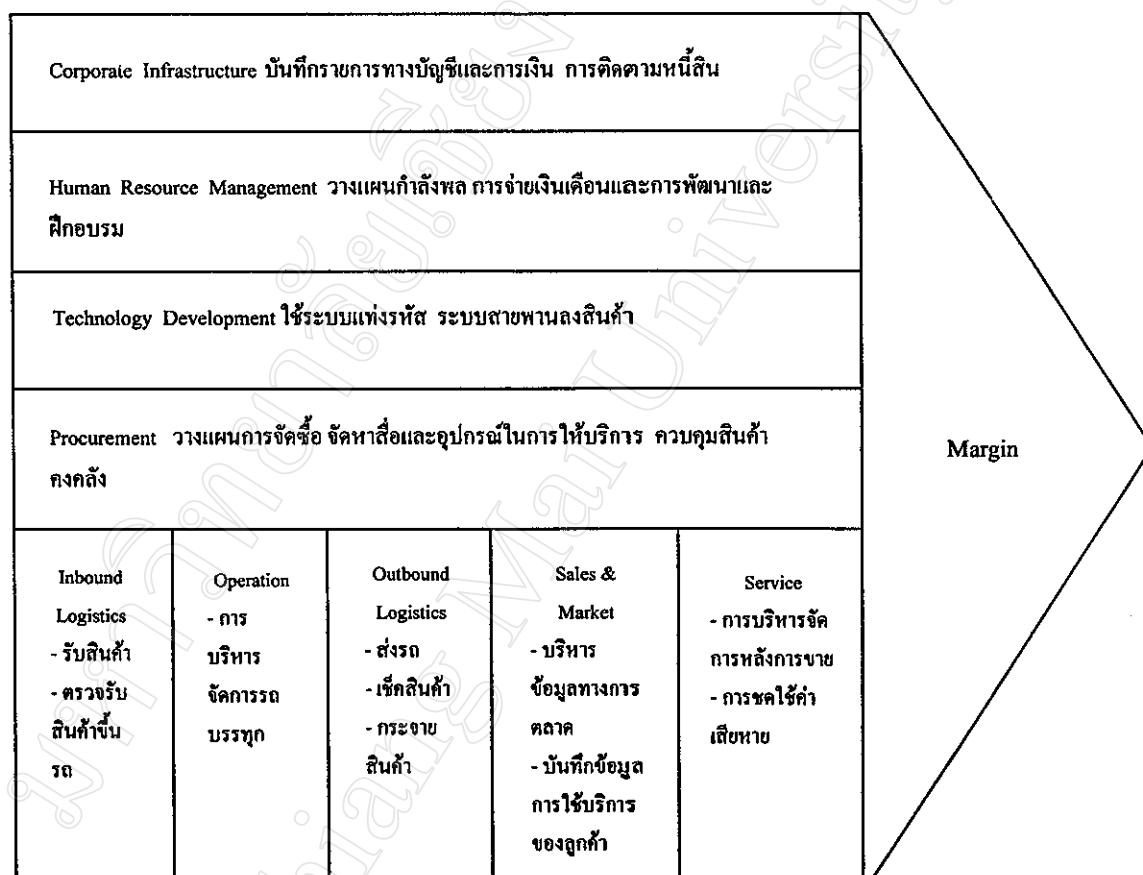 Corporate Infrastructure บันทึกรายการทางบัญชีและการเงิน การติดตามหนี้สิน
Human Resource Management วางแผนกำลังพล การจ่ายเงินเดือนและการพัฒนาและ
ฝึกอบรม
Technology Development ใช้ระบบแท่งรหัส ระบบสายพานลงสินค้า
Procurement วางแผนการจัดซื้อ จัดหาสื่อและอุปกรณ์ในการให้บริการ ควบคุมสินค้า
คงคลัง
Margin
Inbound
Logistics
- รับสินค้า
- ตรวจรับ
สินค้าขึ้น
รถ
Operation
- การ
บริหาร
จัดการรถ
บรรทุก
Outbound
Logistics
- ส่งรถ
- เช็คสินค้า
- กระจาย
สินค้า
Sales &
Market
- บริหาร
ข้อมูลทางการ
ตลาด
- บันทึกข้อมูล
การใช้บริการ
ของลูกค้า
Service
- การบริหารจัด
การหลังการขาย
- การชดใช้ค่า
เสียหาย